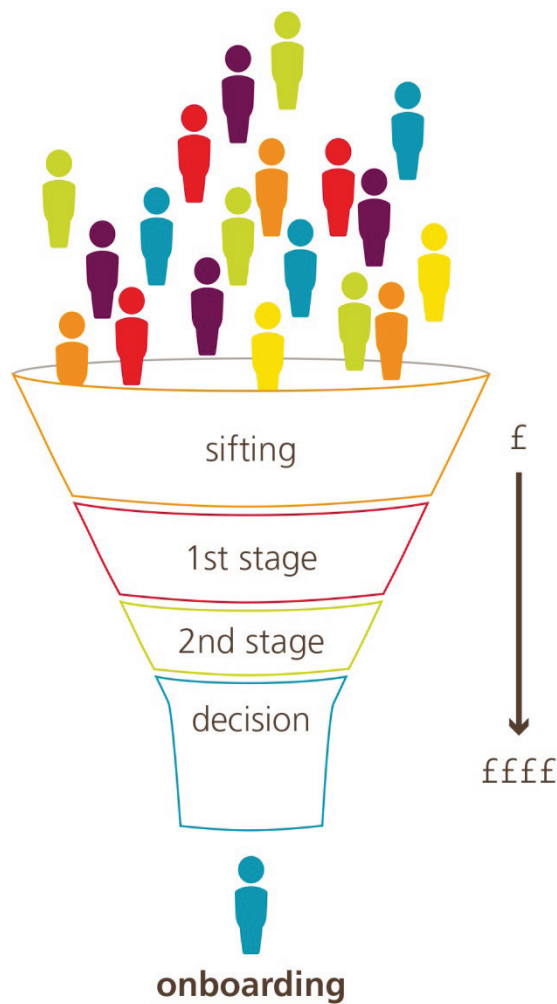 sifting
£
1st stage
2nd stage
decision
££££
onboarding